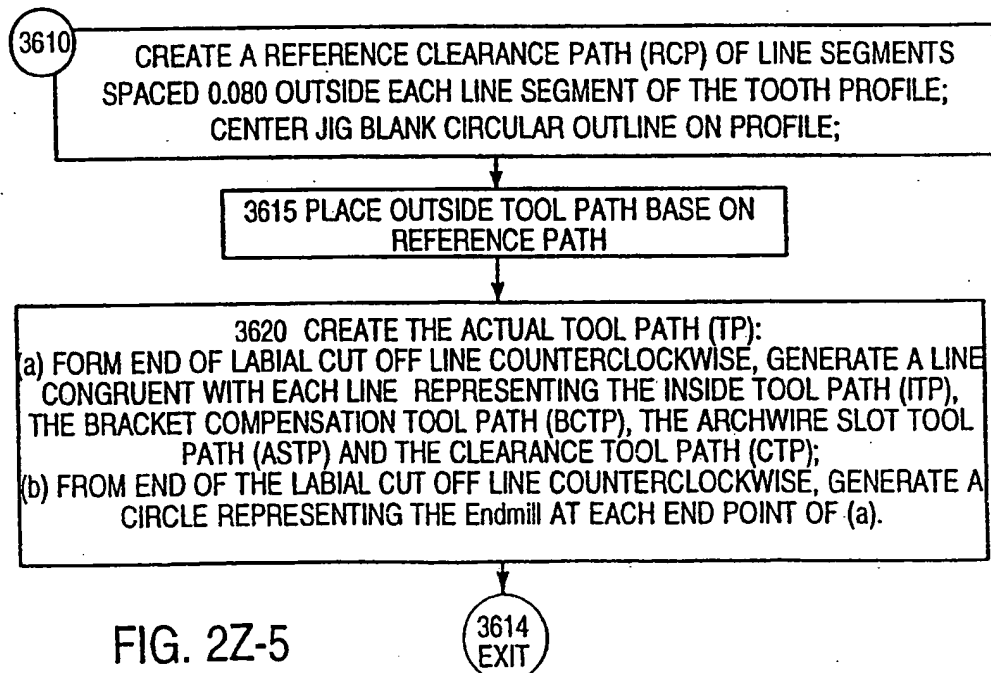 3610
CREATE A REFERENCE CLEARANCE PATH (RCP) OF LINE SEGMENTS
SPACED 0.080 OUTSIDE EACH LINE SEGMENT OF THE TOOTH PROFILE;
CENTER JIG BLANK CIRCULAR OUTLINE ON PROFILE;
3615 PLACE OUTSIDE TOOL PATH BASE ON
REFERENCE PATH
3620 CREATE THE ACTUAL TOOL PATH (TP):
(a) FORM END OF LABIAL CUT OFF LINE COUNTERCLOCKWISE, GENERATE A LINE
CONGRUENT WITH EACH LINE REPRESENTING THE INSIDE TOOL PATH (ITP),
THE BRACKET COMPENSATION TOOL PATH (BCTP), THE ARCHWIRE SLOT TOOL
PATH (ASTP) AND THE CLEARANCE TOOL PATH (CTP);
(b) FROM END OF THE LABIAL CUT OFF LINE COUNTERCLOCKWISE, GENERATE A
CIRCLE REPRESENTING THE Endmill AT EACH END POINT OF (a).
3614
EXIT
FIG. 2Z-5